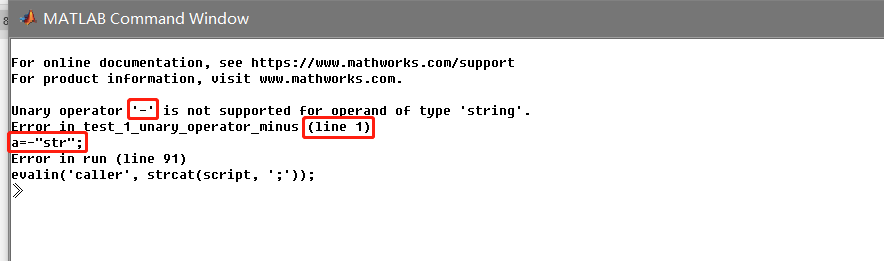 8
MATLAB Command Window
For online documentation, see https://www.mathworks.com/support
For product information, visit www.mathworks.com.
Unary operator '-' is not supported for operand of type 'string'.
Error in test_1_unary_operator_minus (line 1)
a=-"str";
Error in run (line 91)
evalin('caller', strcat(script, ';'));
>>